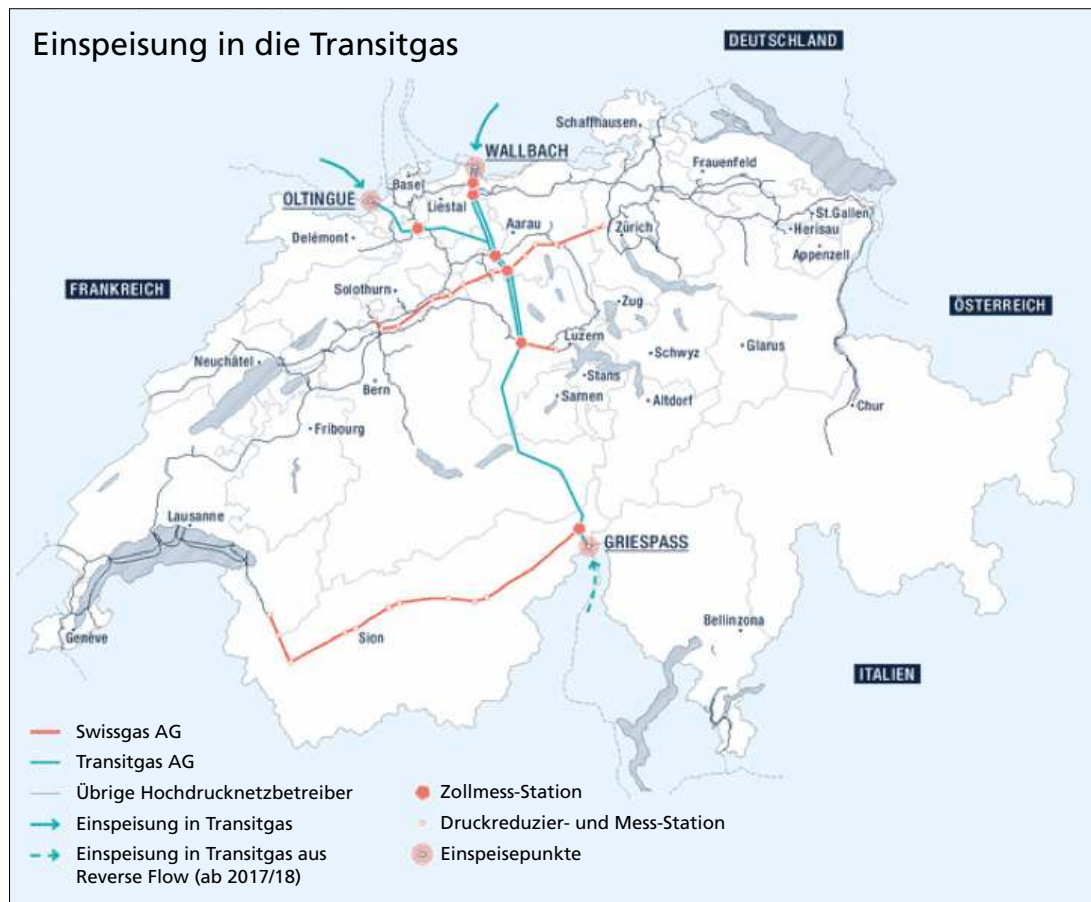 Einspeisung in die Transitgas
DEUTSCHLAND
Schaffhausen
WALLBACH
Frauenfeld
Basel
OLTINGUE
Liestal
St.Gallen
Aarau
Zürich
Herisau
Delémont
Appenzell
FRANKREICH
Solothurn
ÖSTERREICH
Zug
Luzern
Schwyz
Glarus
Neuchâtel
Stans
Bern
Sarnen
Altdorf
Chur
Fribourg
Lausanne
GRIESPASS
Bellinzona
Genève
Sion
ITALIEN
Swissgas AG
Transitgas AG
Übrige Hochdrucknetzbetreiber
Einspeisung in Transitgas
Einspeisung in Transitgas aus
Reverse Flow (ab 2017/18)
Zollmess-Station
Druckreduzier- und Mess-Station
Einspeisepunkte